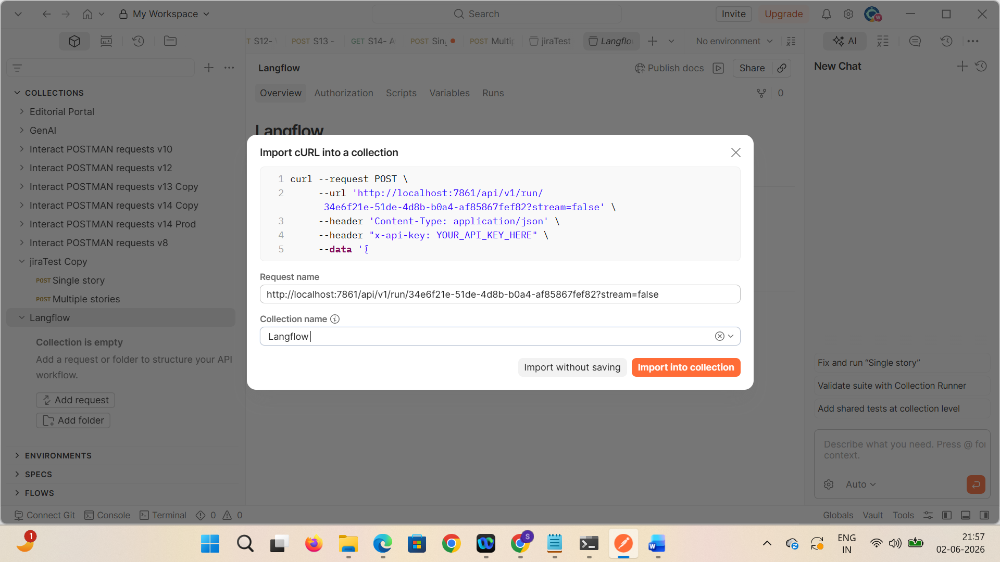 My Workspace
Search
Invite
Upgrade
S12-
POST S13 -
GET S14- A
POST Sin
POST Multip
jiraTest
Langflo
No environment
AI
Langflow
Publish docs
Share
New Chat
COLLECTIONS
Overview
Authorization
Scripts
Variables
Runs
0
Editorial Portal
GenAI
Langflow
Interact POSTMAN requests v10
Interact POSTMAN requests v12
Interact POSTMAN requests v13 Copy
Interact POSTMAN requests v14 Copy
Interact POSTMAN requests v14 Prod
Interact POSTMAN requests v8
jiraTest Copy
POST Single story
POST Multiple stories
Langflow
Collection is empty
Add a request or folder to structure your API
workflow.
Add request
Add folder
ENVIRONMENTS
SPECS
FLOWS
Import cURL into a collection
1 curl --request POST \
2 --url 'http://localhost:7861/api/v1/run/
34e6f21e-51de-4d8b-b0a4-af85867fef82?stream=false' \
3 --header 'Content-Type: application/json' \
4 --header "x-api-key: YOUR_API_KEY_HERE" \
5 --data '{
Request name
http://localhost:7861/api/v1/run/34e6f21e-51de-4d8b-b0a4-af85867fef82?stream=false
Collection name
Langflow
Import without saving
Import into collection
Fix and run “Single story”
Validate suite with Collection Runner
Add shared tests at collection level
Describe what you need. Press @ for
context.
Auto
Connect Git
Console
Terminal
0
0
Globals
Vault
Tools
1
S
W
ENG
IN
21:57
02-06-2026